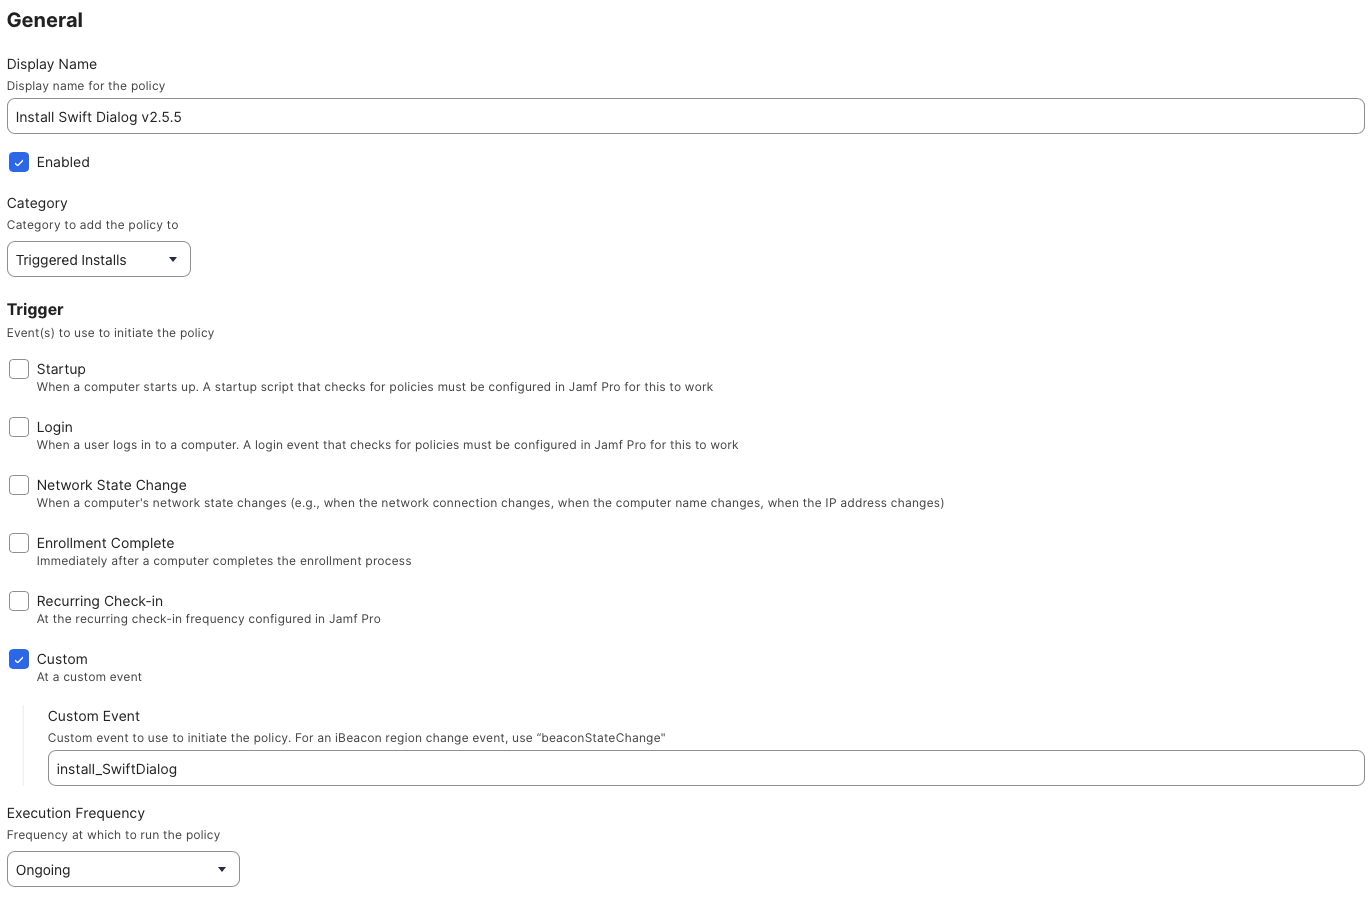 General
Display Name
Display name for the policy
Install Swift Dialog v2.5.5
Enabled
Category
Category to add the policy to
Triggered Installs
Trigger
Event(s) to use to initiate the policy
Startup
When a computer starts up. A startup script that checks for policies must be configured in Jamf Pro for this to work
Login
When a user logs in to a computer. A login event that checks for policies must be configured in Jamf Pro for this to work
Network State Change
When a computer's network state changes (e.g., when the network connection changes, when the computer name changes, when the IP address changes)
Enrollment Complete
Immediately after a computer completes the enrollment process
Recurring Check-in
At the recurring check-in frequency configured in Jamf Pro
Custom
At a custom event
Custom Event
Custom event to use to initiate the policy. For an iBeacon region change event, use “beaconStateChange"
install_SwiftDialog
Execution Frequency
Frequency at which to run the policy
Ongoing